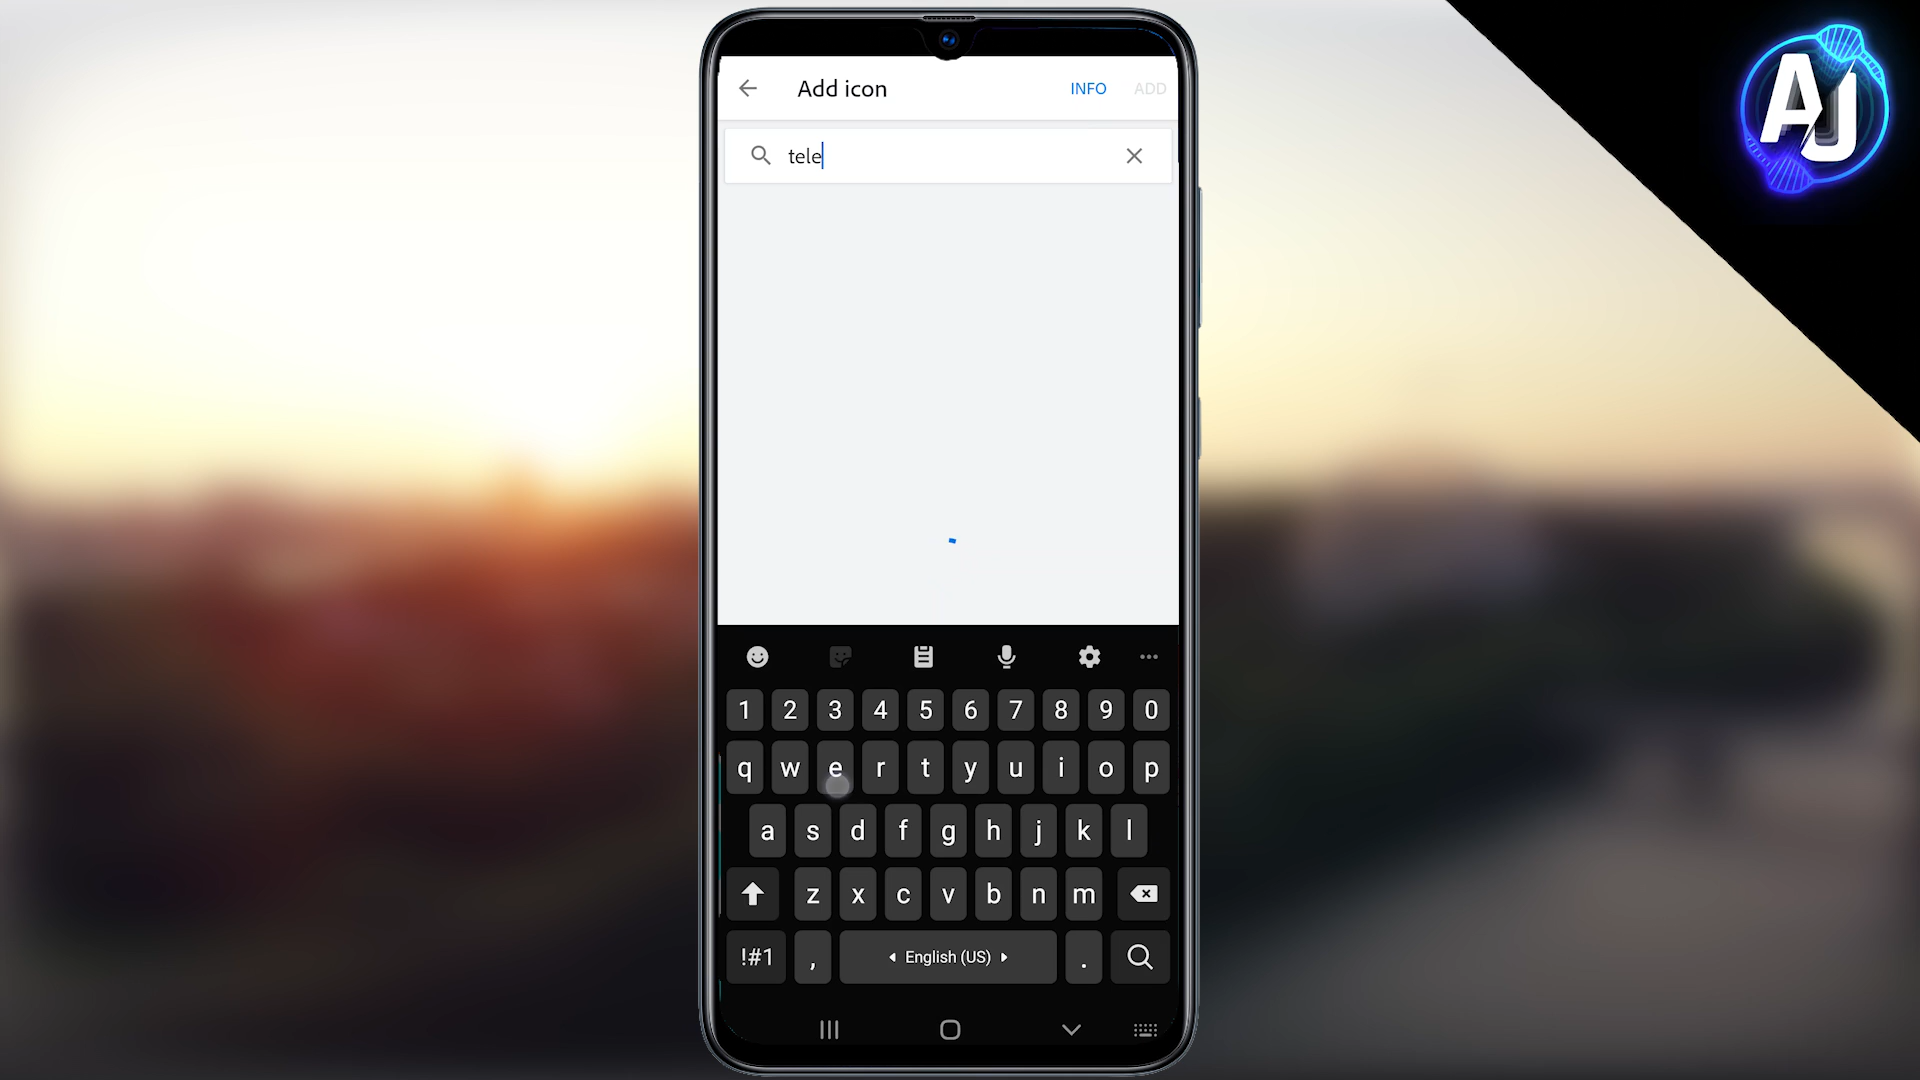 Add icon
INFO
ADD
tele
AJ
1 2 3 4 5 6 7 8 9 0
q w e r t y u i o p
a s d f g h j k l
z x c v b n m
!#1 , English (US) .